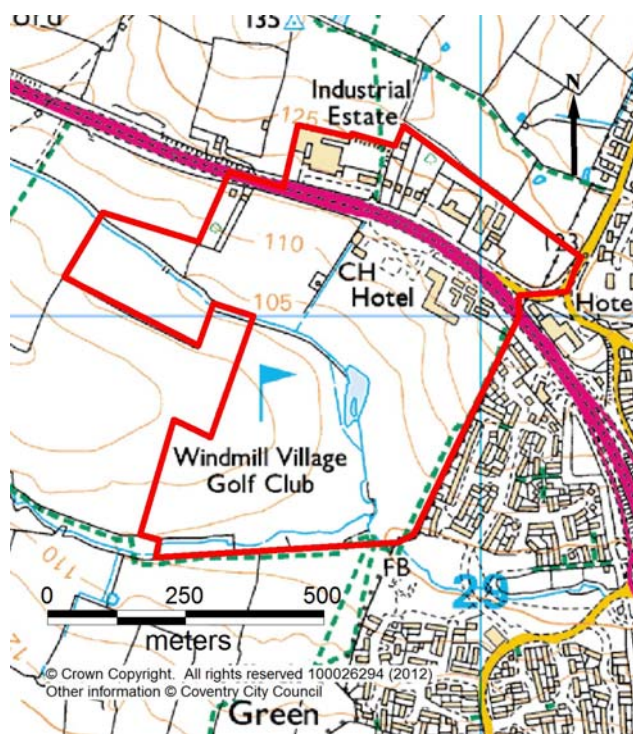 135
Industrial
Estate
125
N
110
123
CH
Hotel
105
Windmill Village
Golf Club
110
FB
29
0 250 500
meters
© Crown Copyright. All rights reserved 100026294 (2012)
Other information © Coventry City Council
Green